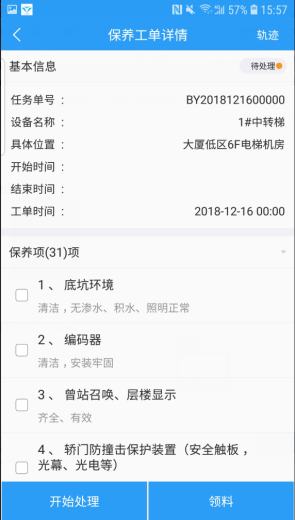 57% 15:57
保养工单详情 轨迹
基本信息 待处理
任务单号 : BY2018121600000
设备名称 : 1#中转梯
具体位置 : 大厦低区6F电梯机房
开始时间 :
结束时间 :
工单时间 : 2018-12-16 00:00
保养项(31)项
1 、 底坑环境
清洁 , 无渗水、积水、照明正常
2 、 编码器
清洁 , 安装牢固
3 、 曾站召唤、层楼显示
齐全、有效
4 、 轿门防撞击保护装置（安全触板 ，
光幕、光电等）
开始处理 领料